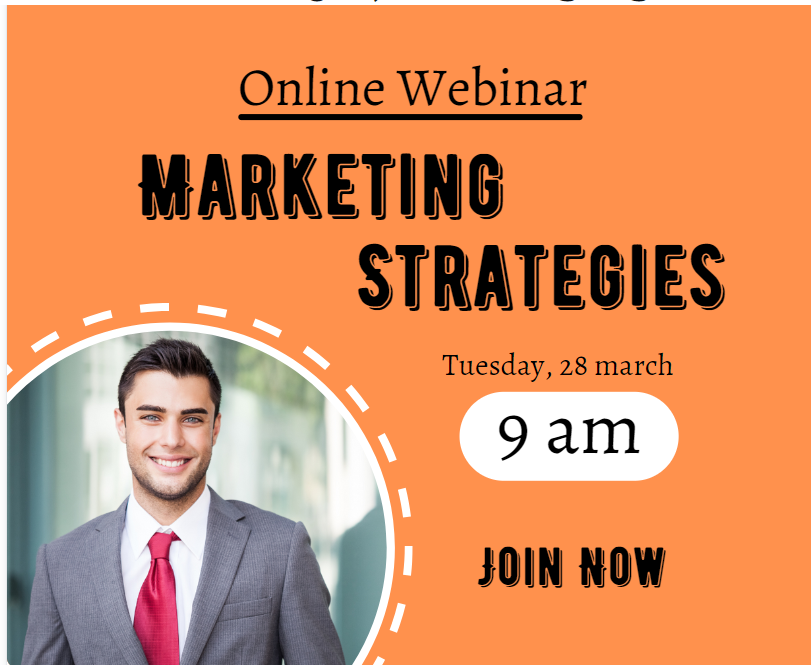 Online Webinar
MARKETING
STRATEGIES
Tuesday, 28 march
9 am
JOIN NOW